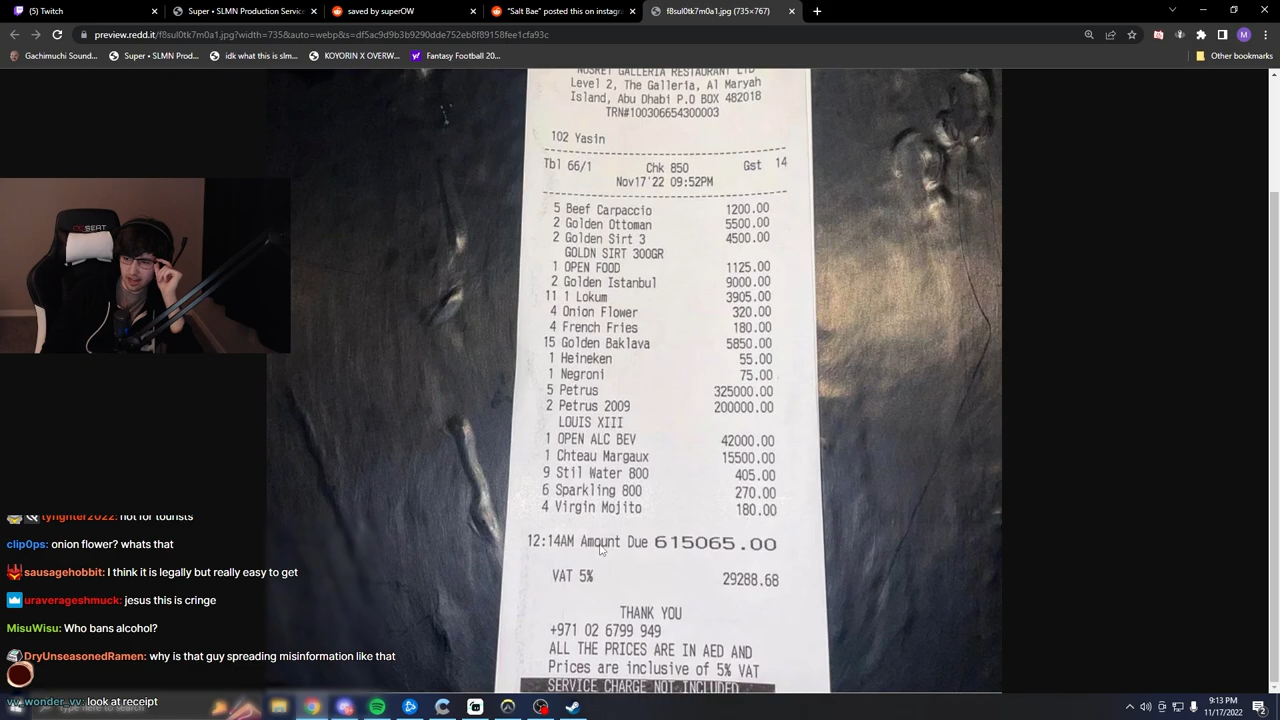 (5) Twitch
Super • SLMN Production Service
saved by superOW
"Salt Bae" posted this on instagra
f8sul0tk7m0a1.jpg (735×767)
preview.redd.it/f8sul0tk7m0a1.jpg?width=735&auto=webp&s=df5ac9d9b3b9290dde752eb8f89158fee1cfa93c
Gachimuchi Soundb...
Super • SLMN Prod...
idk what this is slm...
KOYORIN X OVERW...
Fantasy Football 20...
Other bookmarks
NUSRET GALLERIA RESTAURANT LTD
Level 2, The Galleria, Al Maryah
Island, Abu Dhabi P.O BOX 482018
TRN#100306654300003
102 Yasin
Tbl 66/1 Chk 850 Gst 14
Nov17'22 09:52PM
5 Beef Carpaccio 1200.00
2 Golden Ottoman 5500.00
2 Golden Sirt 3 4500.00
GOLDN SIRT 300GR
1 OPEN FOOD 1125.00
2 Golden Istanbul 9000.00
11 1 Lokum 3905.00
4 Onion Flower 320.00
4 French Fries 180.00
15 Golden Baklava 5850.00
1 Heineken 55.00
1 Negroni 75.00
5 Petrus 325000.00
2 Petrus 2009 200000.00
LOUIS XIII
1 OPEN ALC BEV 42000.00
1 Chteau Margaux 15500.00
9 Stil Water 800 405.00
6 Sparkling 800 270.00
4 Virgin Mojito 180.00
12:14AM Amount Due 615065.00
VAT 5% 29288.68
THANK YOU
+971 02 6799 949
ALL THE PRICES ARE IN AED AND
Prices are inclusive of 5% VAT
SERVICE CHARGE NOT INCLUDED
tyfighter2022: not for tourists
clip0ps: onion flower? whats that
sausagehobbit: I think it is legally but really easy to get
uraverageshmuck: jesus this is cringe
MisuWisu: Who bans alcohol?
DryUnseasonedRamen: why is that guy spreading misinformation like that
vv_wonder_vv: look at receipt
Type here to search
9:13 PM
11/17/2022